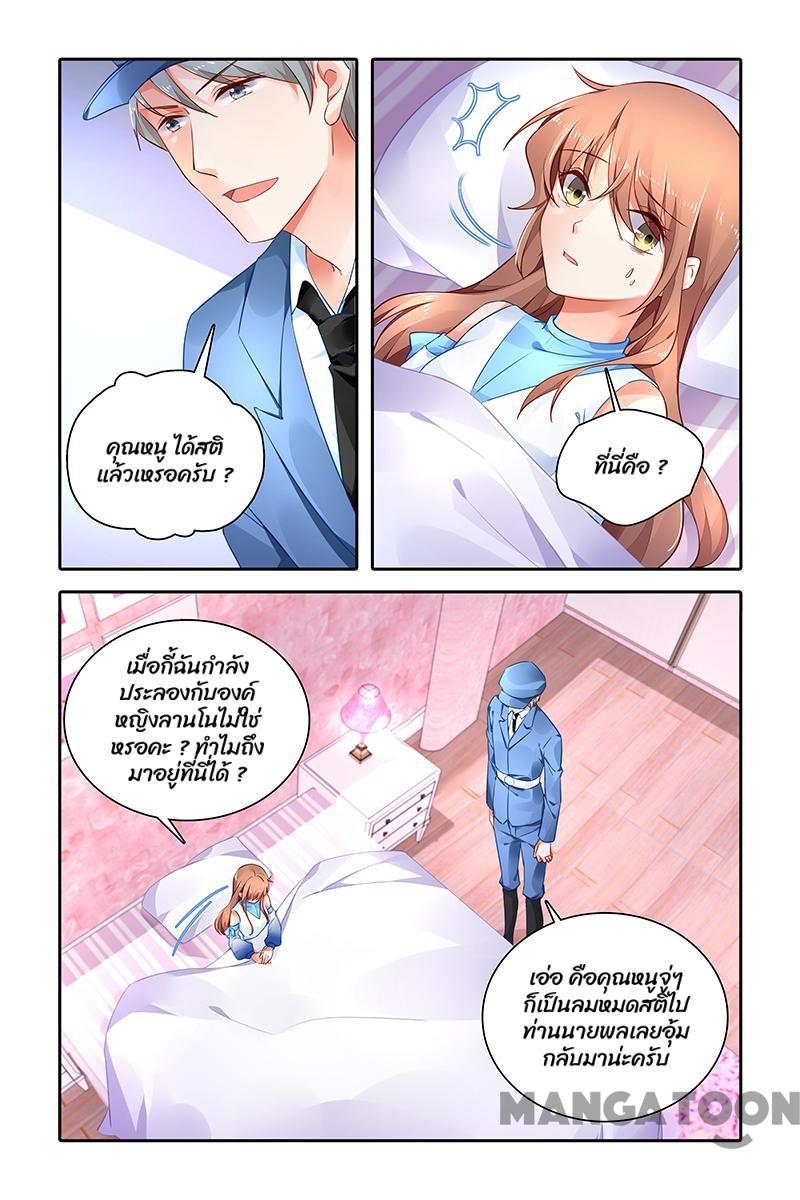 คุณหนู ได้สติ
แล้วเหรอครับ ?
ที่นี่คือ ?
เมื่อกี้ฉันกำลัง
ประลองกับองค์
หญิงลานโนไม่ใช่
หรอคะ ? ทำไมถึง
มาอยู่ที่นี่ได้ ?
เอ่อ คือคุณหนูจู่ๆ
ก็เป็นลมหมดสติไป
ท่านนายพลเลยอุ้ม
กลับมาน่ะครับ
MANGATOON